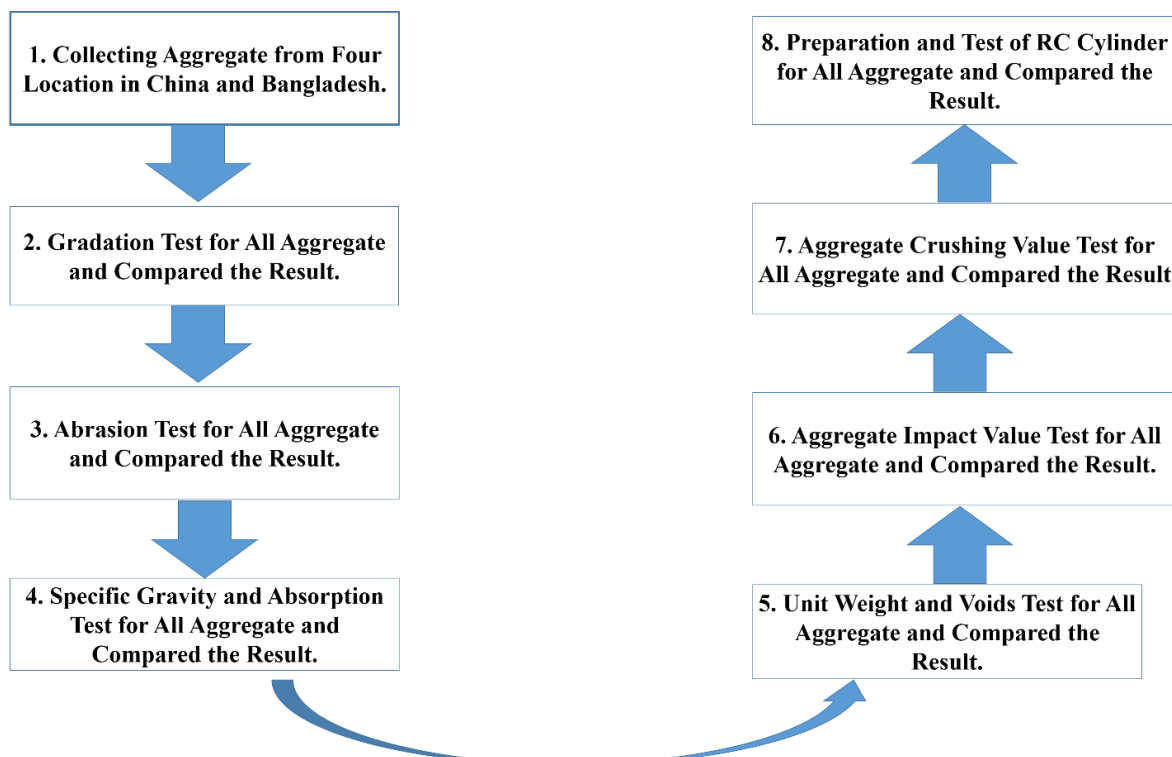 1. Collecting Aggregate from Four
Location in China and Bangladesh.
2. Gradation Test for All Aggregate
and Compared the Result.
3. Abrasion Test for All Aggregate
and Compared the Result.
4. Specific Gravity and Absorption
Test for All Aggregate and
Compared the Result.
5. Unit Weight and Voids Test for All
Aggregate and Compared the
Result.
6. Aggregate Impact Value Test for All
Aggregate and Compared the Result.
7. Aggregate Crushing Value Test for
All Aggregate and Compared the Result
8. Preparation and Test of RC Cylinder
for All Aggregate and Compared the
Result.